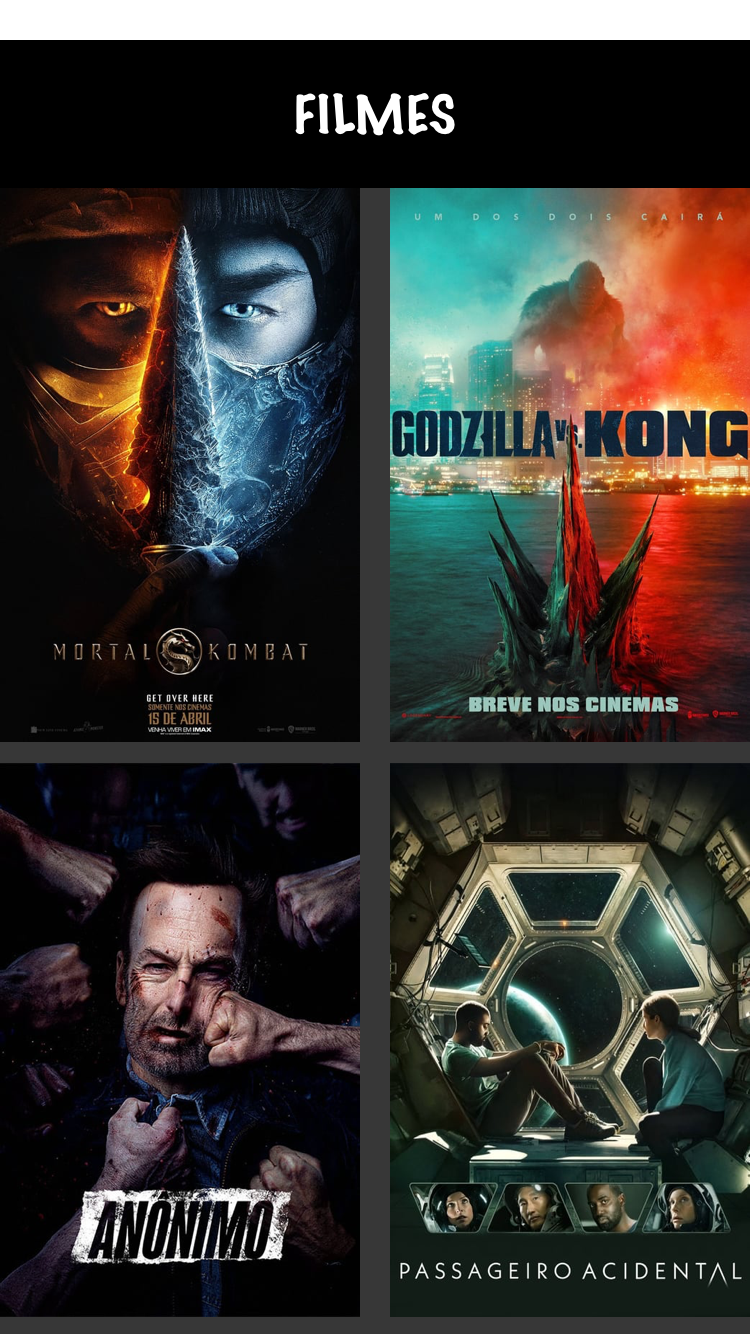 FILMES
MORTAL KOMBAT
GET OVER HERE
SOMENTE NOS CINEMAS
15 DE ABRIL
VENHA VIVER EM IMAX
UM DOS DOIS CAIRÁ
GODZILLA vs. KONG
BREVE NOS CINEMAS
ANÔNIMO
PASSAGEIRO ACIDENTAL